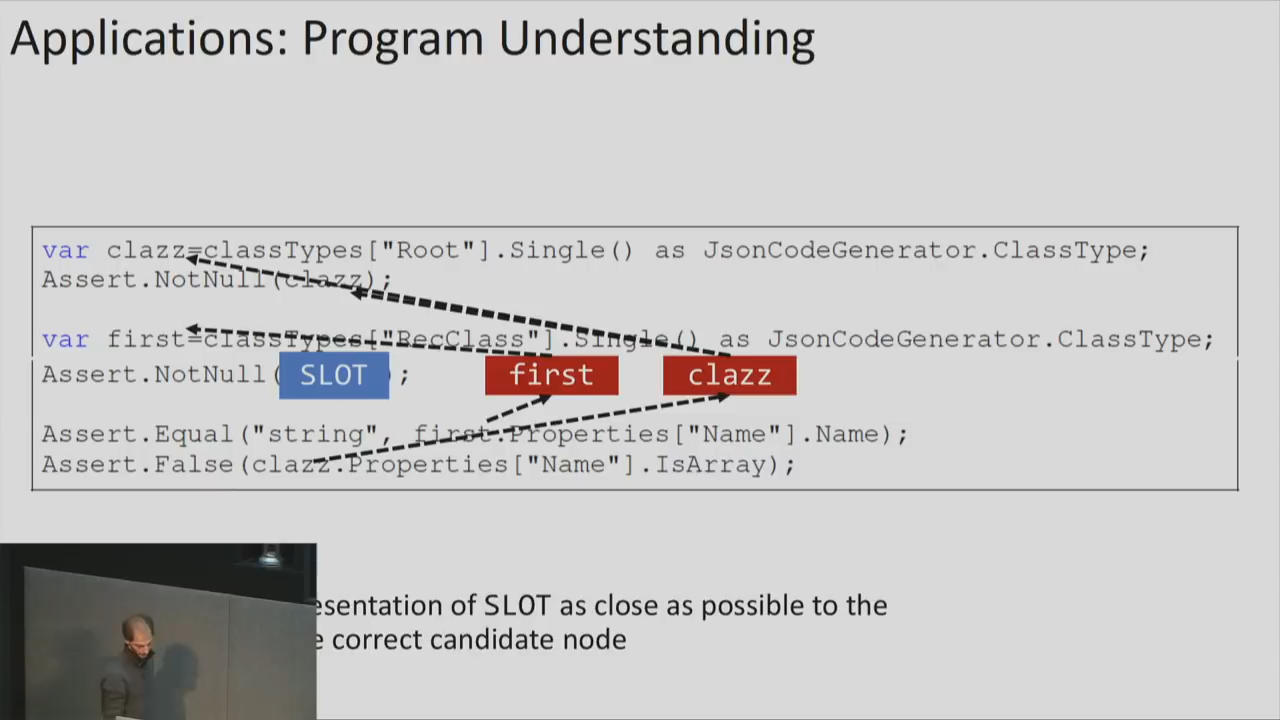 Applications: Program Understanding
var clazz=classTypes["Root"].Single() as JsonCodeGenerator.ClassType;
Assert.NotNull(clazz);
var first=classTypes["RecClass"].Single() as JsonCodeGenerator.ClassType;
Assert.NotNull( SLOT ); first clazz
Assert.Equal("string", first.Properties["Name"].Name);
Assert.False(clazz.Properties["Name"].IsArray);
of SLOT as close as possible to the
correct candidate node